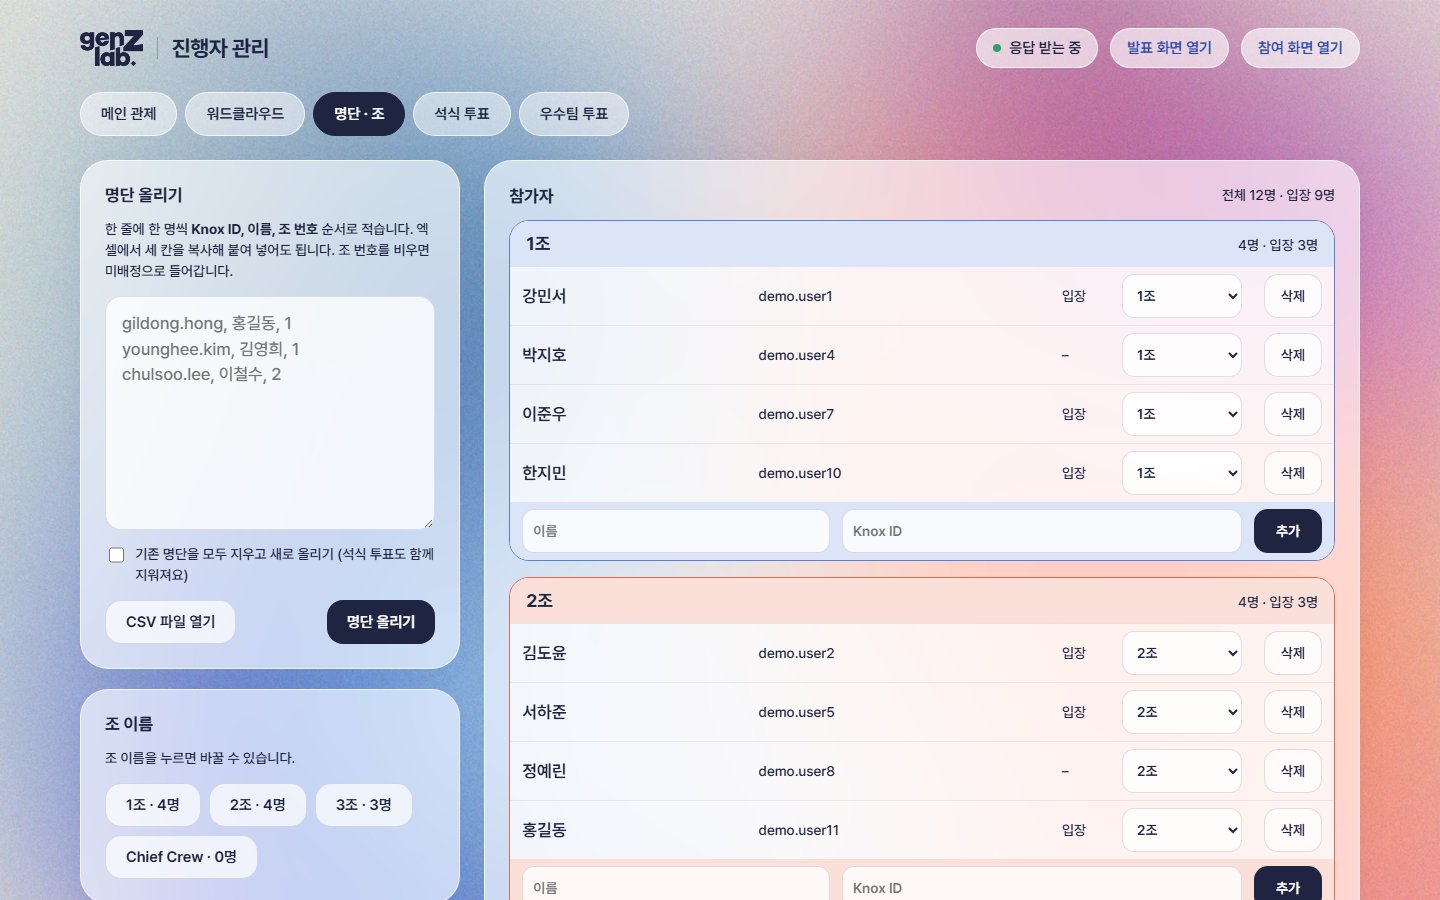 genZ lab.
진행자 관리
응답 받는 중
발표 화면 열기
참여 화면 열기
메인 관제
워드클라우드
명단 · 조
석식 투표
우수팀 투표
명단 올리기
한 줄에 한 명씩 Knox ID, 이름, 조 번호 순서로 적습니다. 엑
셀에서 세 칸을 복사해 붙여 넣어도 됩니다. 조 번호를 비우면
미배정으로 들어갑니다.
gildong.hong, 홍길동, 1
younghee.kim, 김영희, 1
chulsoo.lee, 이철수, 2
기존 명단을 모두 지우고 새로 올리기 (석식 투표도 함께
지워져요)
CSV 파일 열기
명단 올리기
조 이름
조 이름을 누르면 바꿀 수 있습니다.
1조 · 4명
2조 · 4명
3조 · 3명
Chief Crew · 0명
참가자
전체 12명 · 입장 9명
1조
4명 · 입장 3명
강민서 demo.user1 입장 1조 삭제
박지호 demo.user4 – 1조 삭제
이준우 demo.user7 입장 1조 삭제
한지민 demo.user10 입장 1조 삭제
이름 Knox ID 추가
2조
4명 · 입장 3명
김도윤 demo.user2 입장 2조 삭제
서하준 demo.user5 입장 2조 삭제
정예린 demo.user8 – 2조 삭제
홍길동 demo.user11 입장 2조 삭제
이름 Knox ID 추가